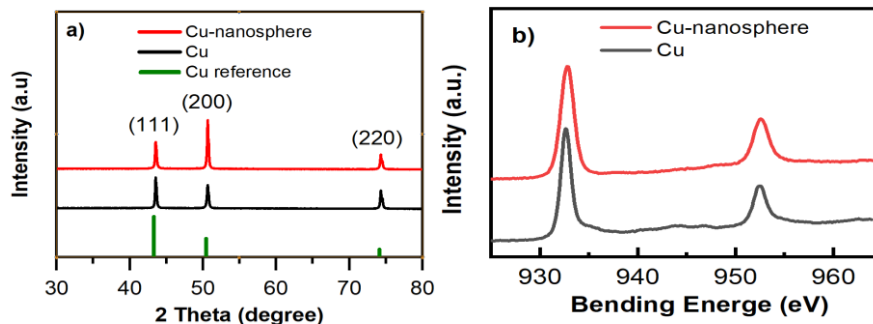 a)
Cu-nanosphere
Cu
Cu reference
(111)
(200)
(220)
Intensity (a.u)
30 40 50 60 70 80
2 Theta (degree)
b)
Cu-nanosphere
Cu
Intensity (a.u.)
930 940 950 960
Bending Energe (eV)